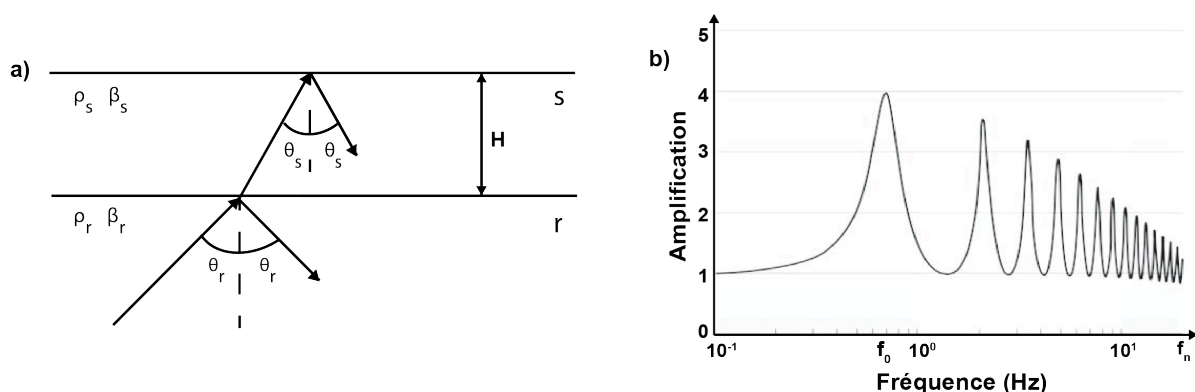 a)
ρs βs
s
θs θs
H
ρr βr
r
θr θr
b)
Amplification
5
4
3
2
1
0
10-1 f0 100 101 fn
Fréquence (Hz)